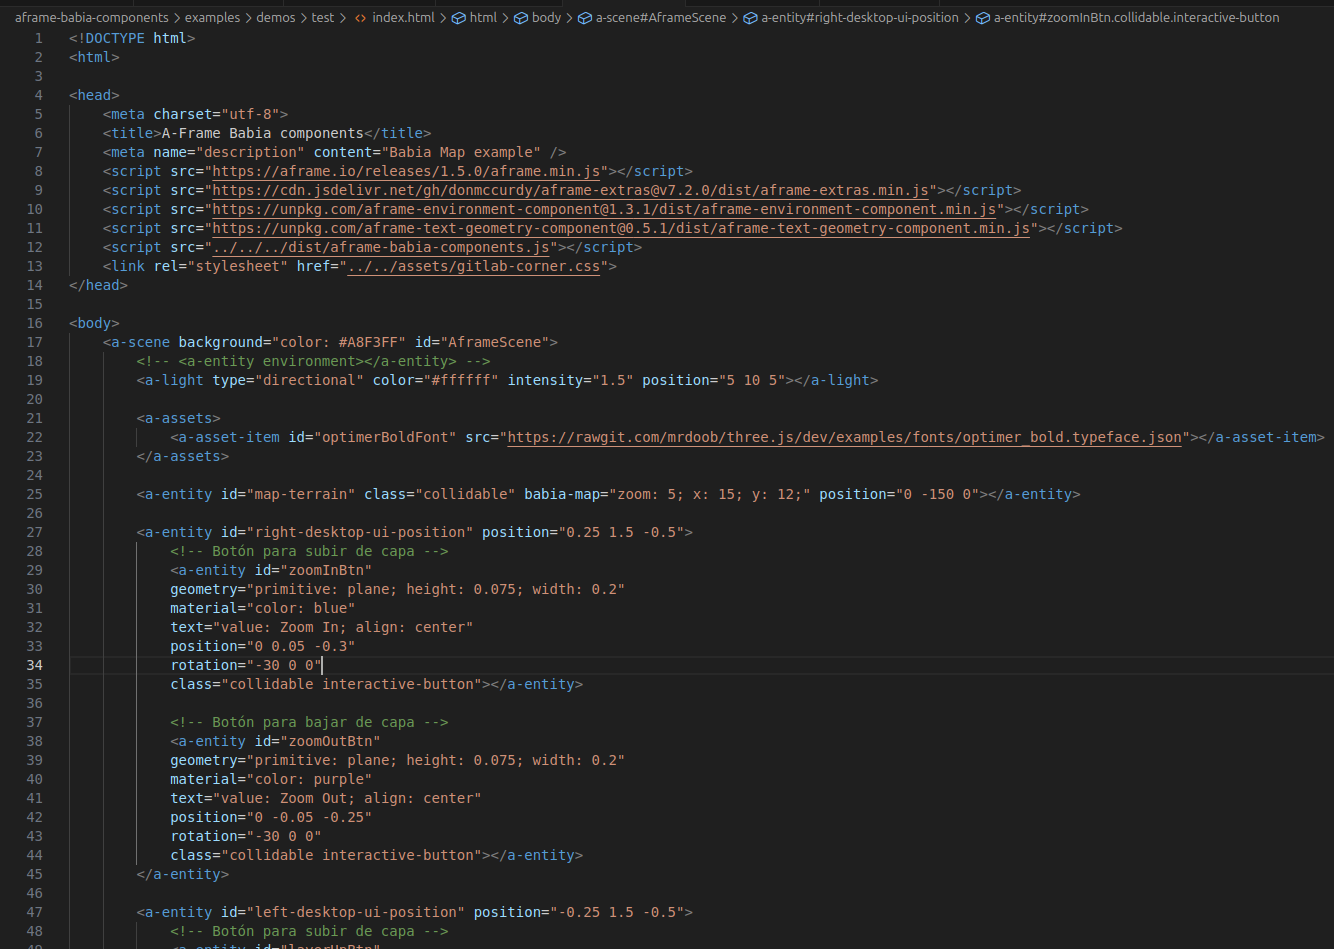 aframe-babia-components > examples > demos > test > <> index.html > html > body > a-scene#AframeScene > a-entity#right-desktop-ui-position > a-entity#zoomInBtn.collidable.interactive-button
1 <!DOCTYPE html>
2 <html>
3
4 <head>
5     <meta charset="utf-8">
6     <title>A-Frame Babia components</title>
7     <meta name="description" content="Babia Map example" />
8     <script src="https://aframe.io/releases/1.5.0/aframe.min.js"></script>
9     <script src="https://cdn.jsdelivr.net/gh/donmccurdy/aframe-extras@v7.2.0/dist/aframe-extras.min.js"></script>
10     <script src="https://unpkg.com/aframe-environment-component@1.3.1/dist/aframe-environment-component.min.js"></script>
11     <script src="https://unpkg.com/aframe-text-geometry-component@0.5.1/dist/aframe-text-geometry-component.min.js"></script>
12     <script src="../../../dist/aframe-babia-components.js"></script>
13     <link rel="stylesheet" href="../../assets/gitlab-corner.css">
14 </head>
15
16 <body>
17     <a-scene background="color: #A8F3FF" id="AframeScene">
18         <!-- <a-entity environment></a-entity> -->
19         <a-light type="directional" color="#ffffff" intensity="1.5" position="5 10 5"></a-light>
20
21         <a-assets>
22             <a-asset-item id="optimerBoldFont" src="https://rawgit.com/mrdoob/three.js/dev/examples/fonts/optimer_bold.typeface.json"></a-asset-item>
23         </a-assets>
24
25         <a-entity id="map-terrain" class="collidable" babia-map="zoom: 5; x: 15; y: 12;" position="0 -150 0"></a-entity>
26
27         <a-entity id="right-desktop-ui-position" position="0.25 1.5 -0.5">
28             <!-- Botón para subir de capa -->
29             <a-entity id="zoomInBtn"
30             geometry="primitive: plane; height: 0.075; width: 0.2"
31             material="color: blue"
32             text="value: Zoom In; align: center"
33             position="0 0.05 -0.3"
34             rotation="-30 0 0"
35             class="collidable interactive-button"></a-entity>
36
37             <!-- Botón para bajar de capa -->
38             <a-entity id="zoomOutBtn"
39             geometry="primitive: plane; height: 0.075; width: 0.2"
40             material="color: purple"
41             text="value: Zoom Out; align: center"
42             position="0 -0.05 -0.25"
43             rotation="-30 0 0"
44             class="collidable interactive-button"></a-entity>
45         </a-entity>
46
47         <a-entity id="left-desktop-ui-position" position="-0.25 1.5 -0.5">
48             <!-- Botón para subir de capa -->
49             <a-entity id="layerUpBtn"